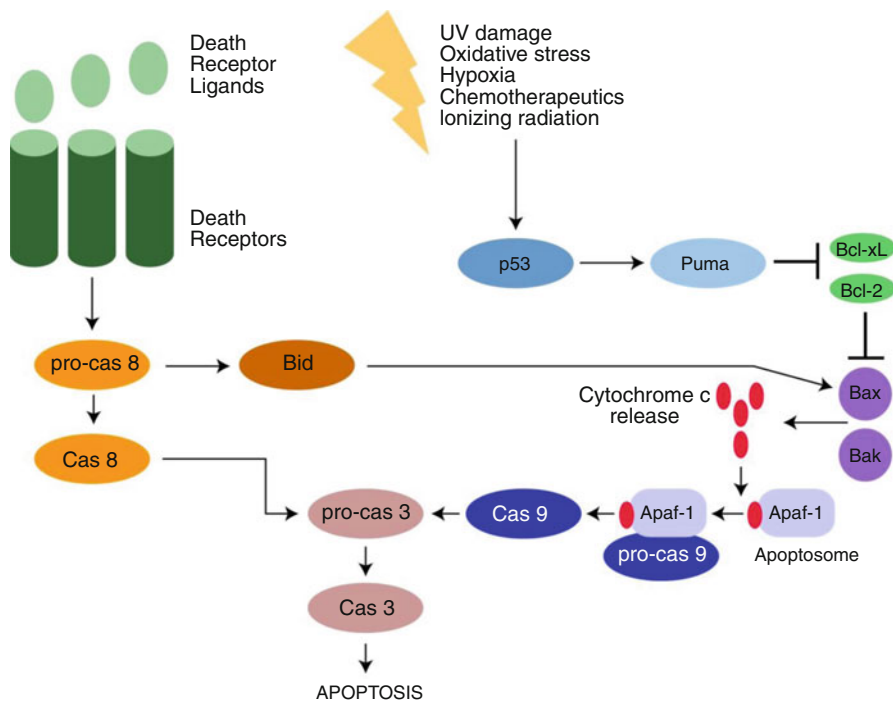 Death
Receptor
Ligands
UV damage
Oxidative stress
Hypoxia
Chemotherapeutics
Ionizing radiation
Death
Receptors
p53
Puma
Bcl-xL
Bcl-2
pro-cas 8
Bid
Bax
Cytochrome c
release
Cas 8
Bak
pro-cas 3
Cas 9
Apaf-1
Apaf-1
pro-cas 9
Apoptosome
Cas 3
APOPTOSIS